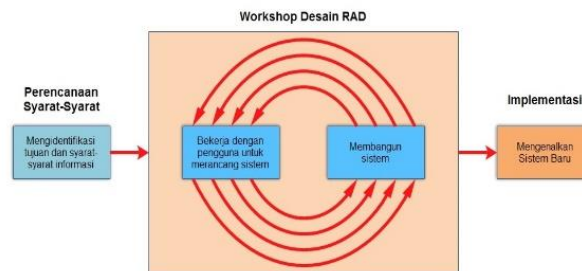 Workshop Desain RAD
Perencanaan
Syarat-Syarat
Mengidentifikasi
tujuan dan syarat-
syarat informasi
Bekerja dengan
pengguna untuk
merancang sistem
Membangun
sistem
Implementasi
Mengenalkan
Sistem Baru